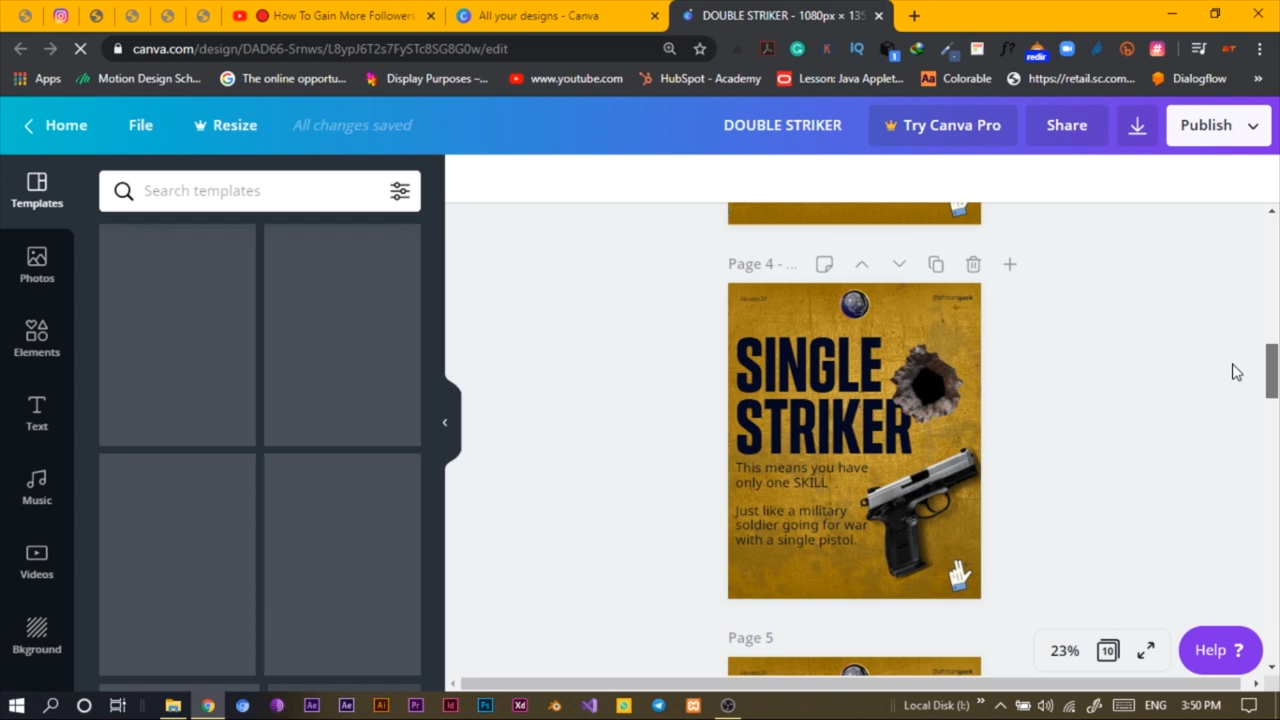 How To Gain More Followers
All your designs - Canva
DOUBLE STRIKER - 1080px × 135
canva.com/design/DAD66-Srnws/L8ypJ6T2s7FySTc8SG8G0w/edit
redir
1
Apps
Motion Design Sch...
The online opportu...
Display Purposes –...
www.youtube.com
HubSpot - Academy
Lesson: Java Applet...
Aa Colorable
https://retail.sc.com...
Dialogflow
»
Home
File
Resize
All changes saved
DOUBLE STRIKER
Try Canva Pro
Share
Publish
Templates
Search templates
Photos
Elements
Text
Music
Videos
Bkground
Page 4 - ...
@africangeek
SINGLE
STRIKER
This means you have
only one SKILL .
Just like a military
soldier going for war
with a single pistol.
Page 5
23%
10
Help ?
Local Disk (I:) »
ENG
3:50 PM